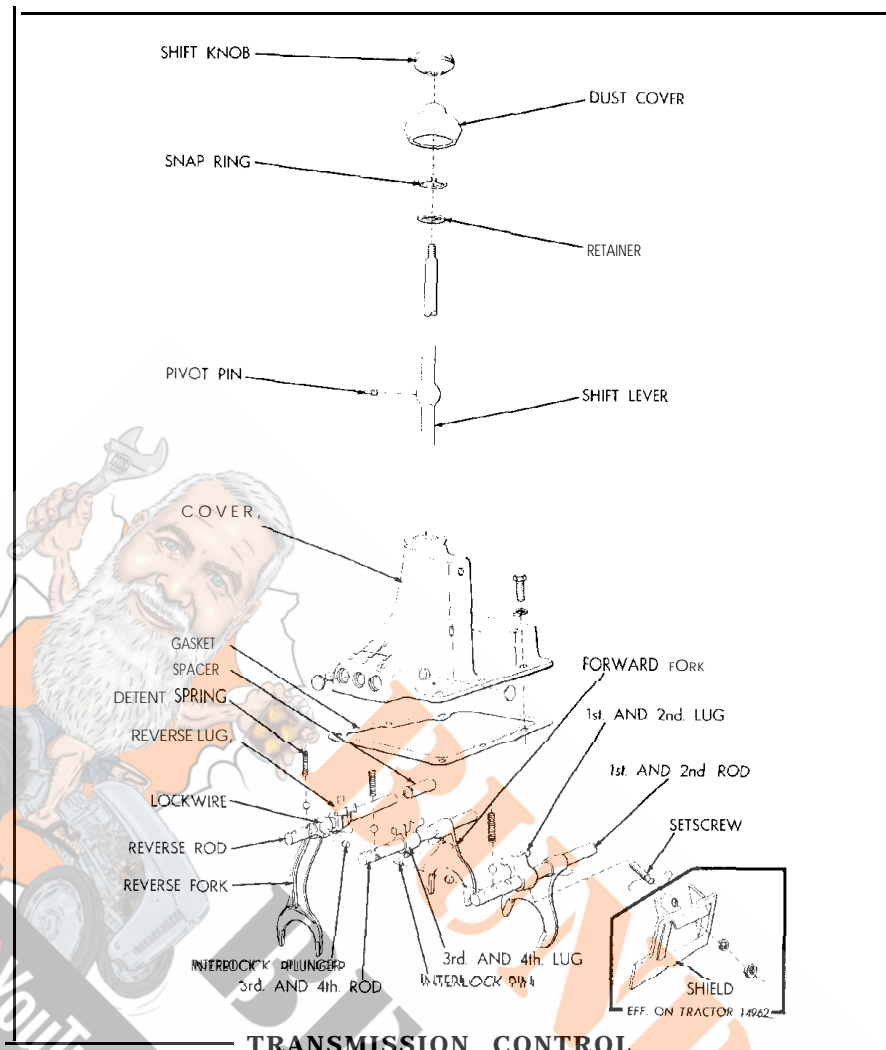 SHIFT KNOB
DUST COVER
SNAP RING
RETAINER
PIVOT PIN
SHIFT LEVER
COVER,
GASKET
SPACER
FORWARD FORK
DETENT SPRING
1st. AND 2nd. LUG
REVERSE LUG,
1st. AND 2nd ROD
LOCKWIRE
SETSCREW
REVERSE ROD
REVERSE FORK
3rd. AND 4th. LUG
INTERLOCK PLUNGER
INTERLOCK PIN
3rd. AND 4th. ROD
SHIELD
EFF. ON TRACTOR 14962
TRANSMISSION CONTROL